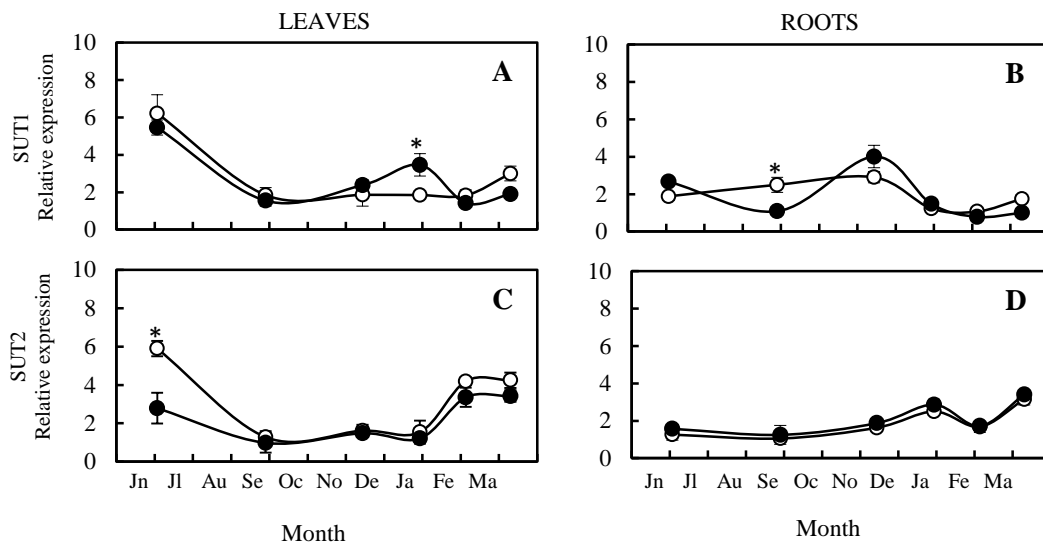 LEAVES
ROOTS
SUT1
Relative expression
10
8
6
4
2
0
A
*
10
8
6
4
2
0
B
*
SUT2
Relative expression
10
8
6
4
2
0
C
*
10
8
6
4
2
0
D
Jn Jl Au Se Oc No De Ja Fe Ma
Jn Jl Au Se Oc No De Ja Fe Ma
Month
Month